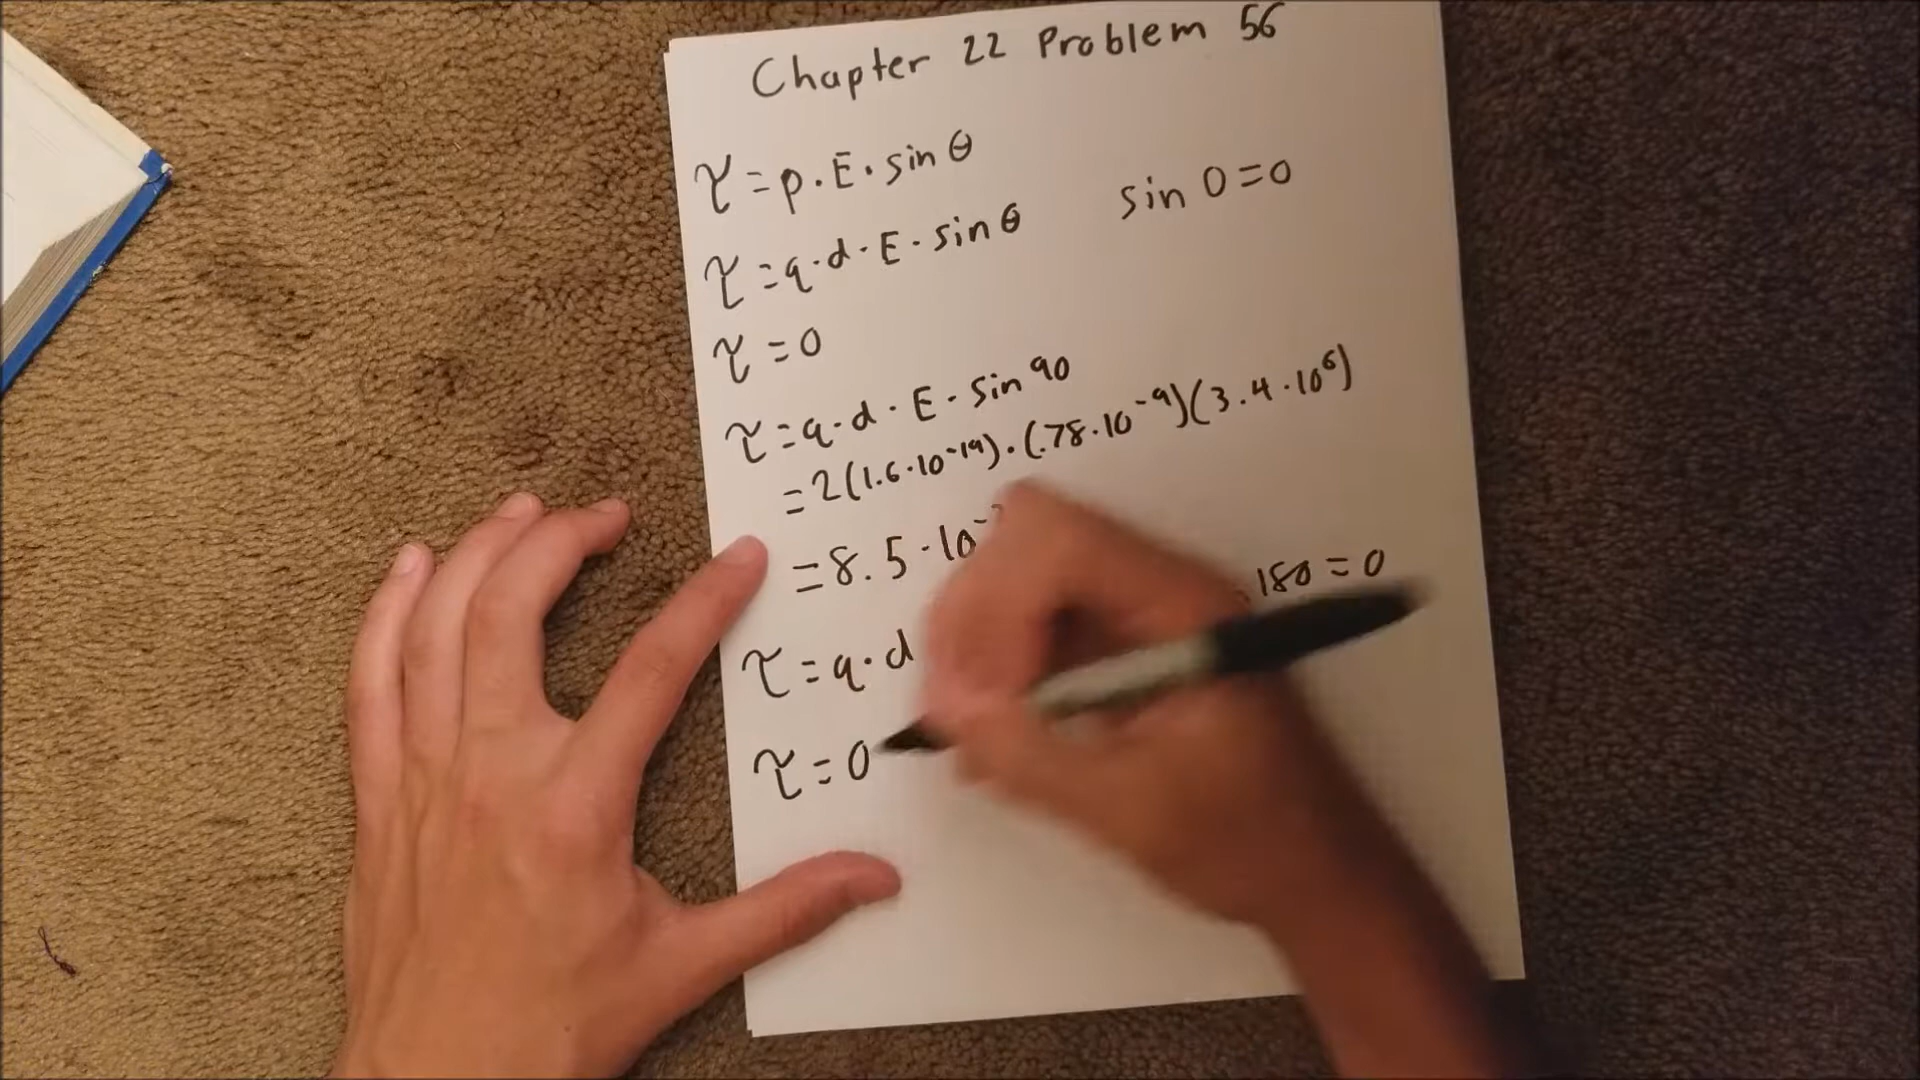 Chapter 22 Problem 56
τ = p · E · sin θ
sin 0 = 0
τ = q · d · E · sin θ
τ = 0
τ = q · d · E · sin 90
= 2(1.6 · 10⁻¹⁹) · (.78 · 10⁻⁹)(3.4 · 10⁶)
= 8.5 · 10⁻
180 = 0
τ = q · d
τ = 0